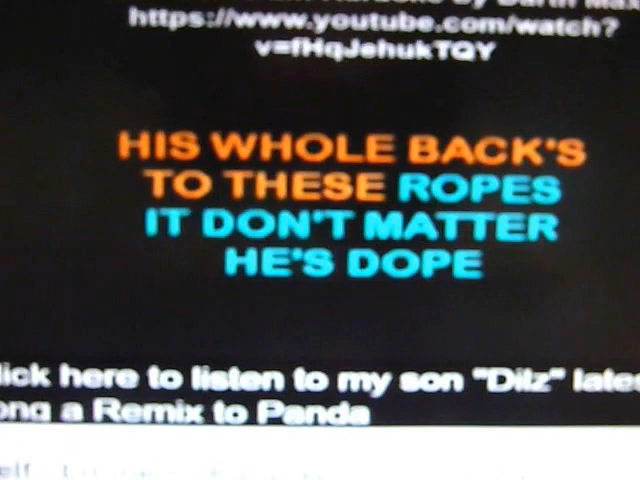 https://www.youtube.com/watch?
v=fHqJehukTQY
HIS WHOLE BACK'S
TO THESE ROPES
IT DON'T MATTER
HE'S DOPE
lick here to listen to my son "Dilz" lates
ong a Remix to Panda